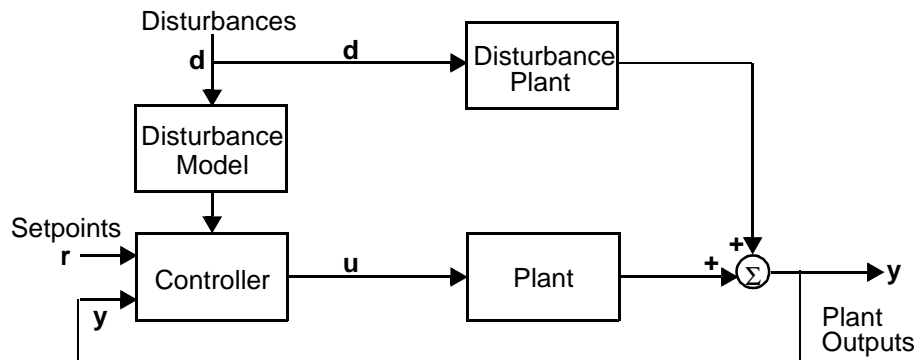 Disturbances
d
d
Disturbance
Plant
Disturbance
Model
Setpoints
r
Controller
u
Plant
+
+
Σ
y
y
Plant
Outputs